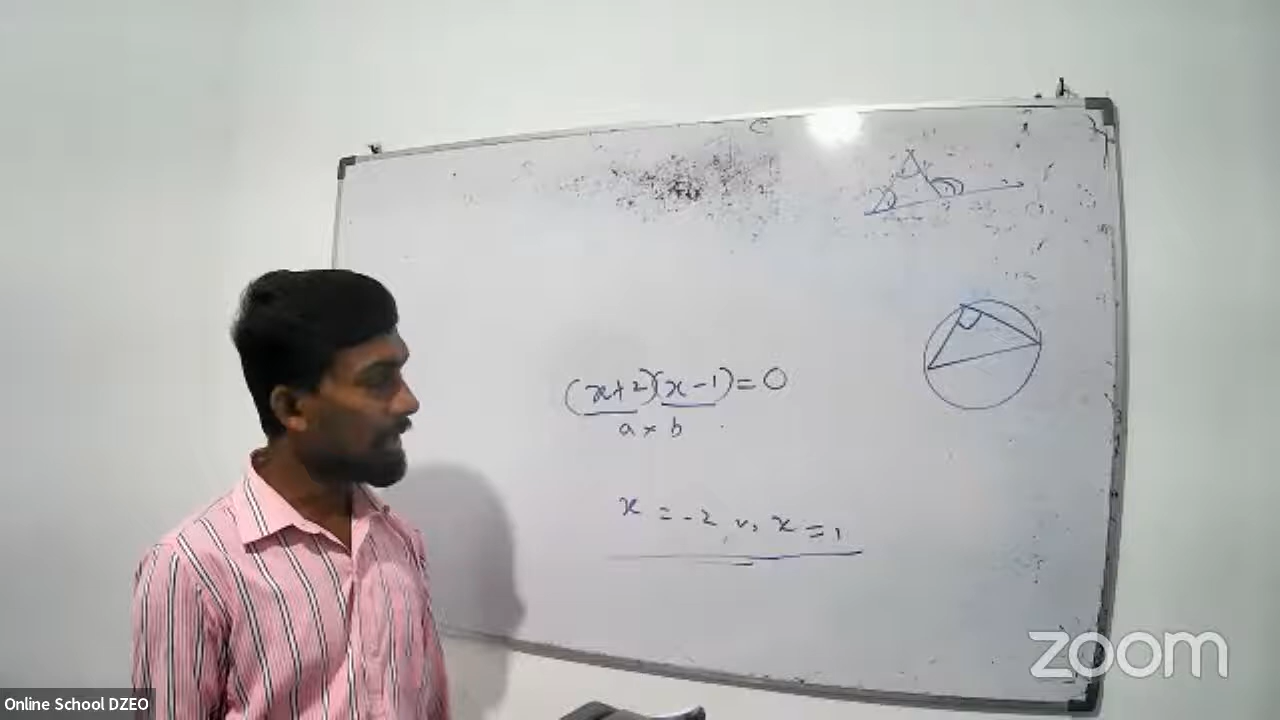 (x+2)(x-1)=0
a × b
x = -2 x = 1
zoom
Online School DZEO